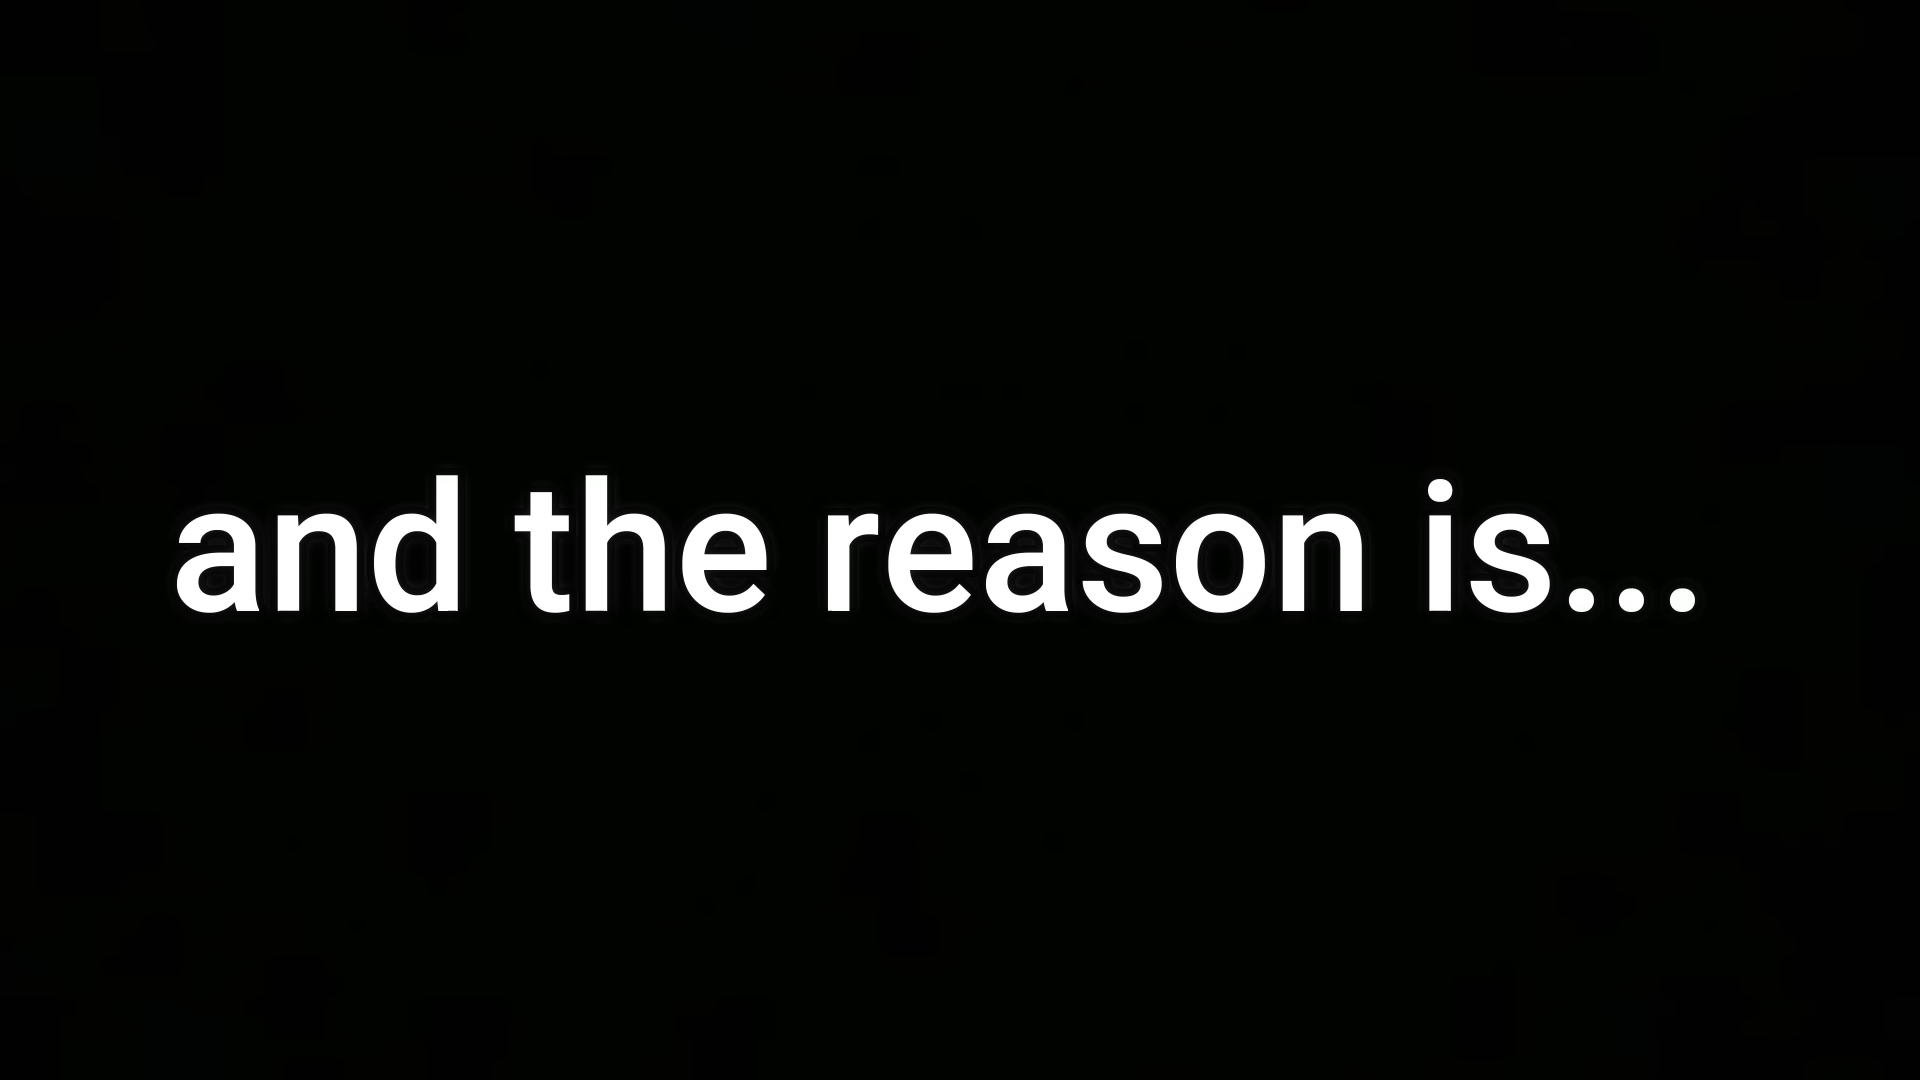 and the reason is...